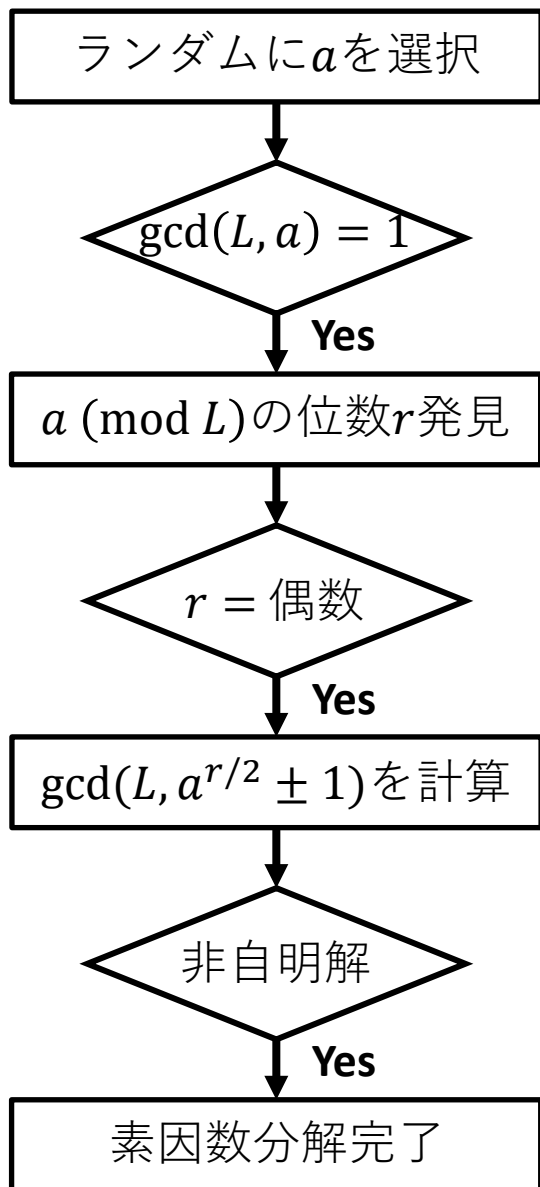 ランダムにaを選択
gcd(L, a) = 1
Yes
a (mod L)の位数r発見
r = 偶数
Yes
gcd(L, a^{r/2} ± 1)を計算
非自明解
Yes
素因数分解完了